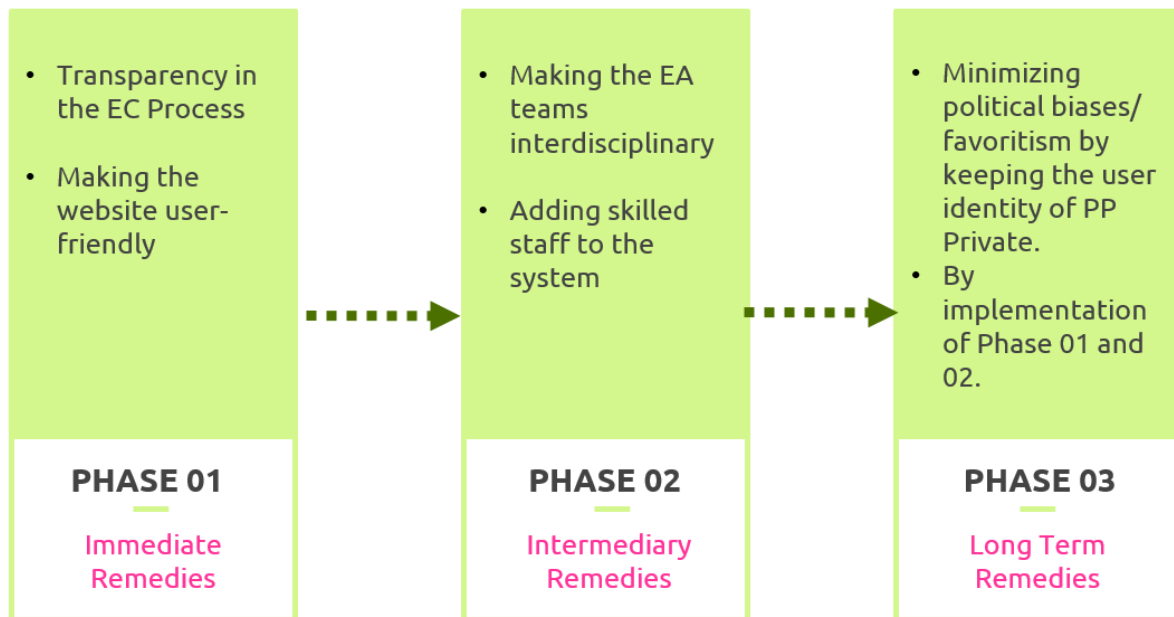 • Transparency in
the EC Process
• Making the
website user-
friendly
PHASE 01
Immediate
Remedies
• Making the EA
teams
interdisciplinary
• Adding skilled
staff to the
system
PHASE 02
Intermediary
Remedies
• Minimizing
political biases/
favoritism by
keeping the user
identity of PP
Private.
• By
implementation
of Phase 01 and
02.
PHASE 03
Long Term
Remedies